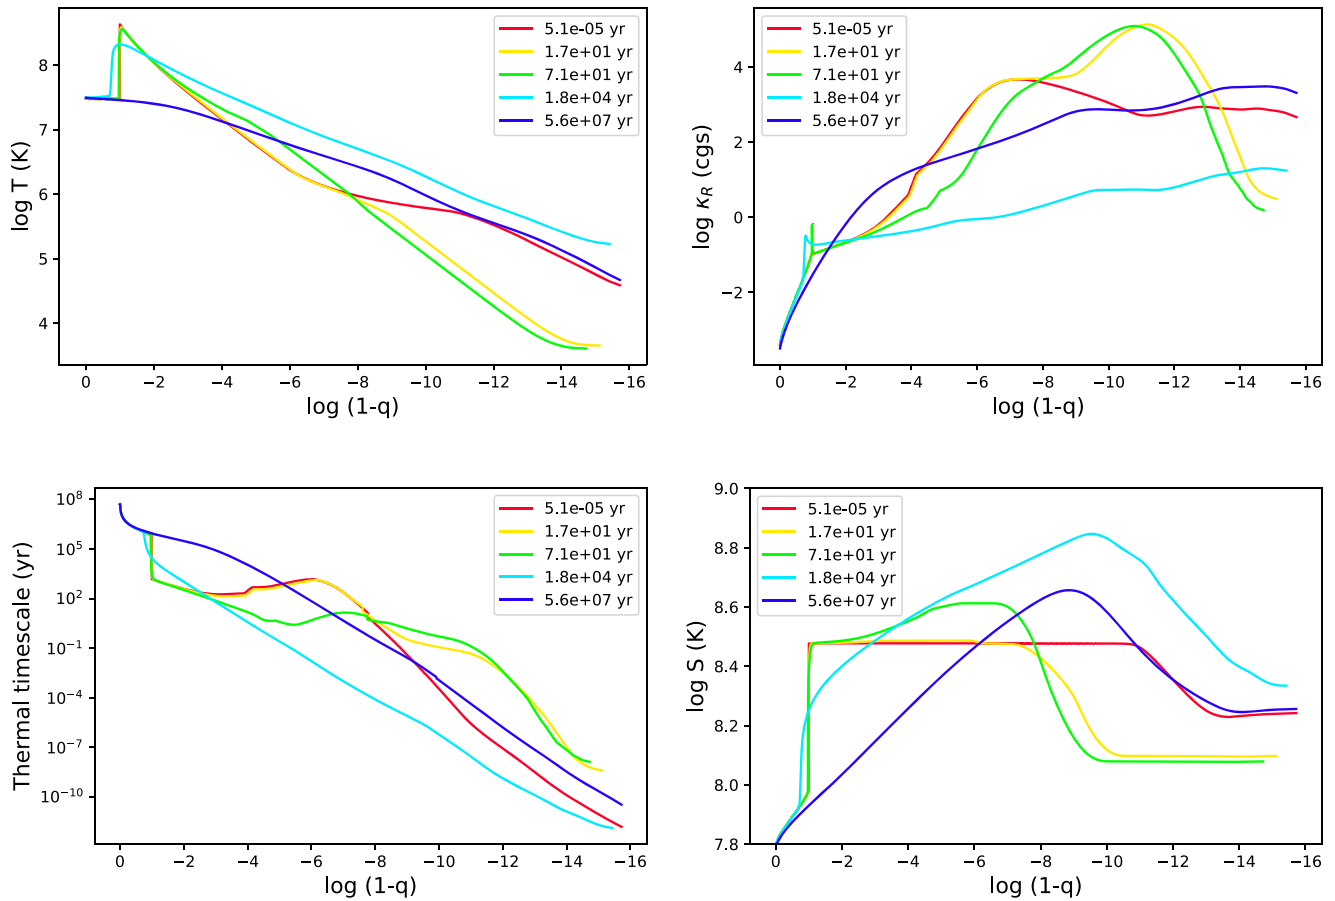 log T (K)
8
7
6
5
4
5.1e-05 yr
1.7e+01 yr
7.1e+01 yr
1.8e+04 yr
5.6e+07 yr
0 −2 −4 −6 −8 −10 −12 −14 −16
log (1-q)
log κR (cgs)
4
2
0
−2
5.1e-05 yr
1.7e+01 yr
7.1e+01 yr
1.8e+04 yr
5.6e+07 yr
0 −2 −4 −6 −8 −10 −12 −14 −16
log (1-q)
Thermal timescale (yr)
10^8
10^5
10^2
10^−1
10^−4
10^−7
10^−10
5.1e-05 yr
1.7e+01 yr
7.1e+01 yr
1.8e+04 yr
5.6e+07 yr
0 −2 −4 −6 −8 −10 −12 −14 −16
log (1-q)
log S (K)
9.0
8.8
8.6
8.4
8.2
8.0
7.8
5.1e-05 yr
1.7e+01 yr
7.1e+01 yr
1.8e+04 yr
5.6e+07 yr
0 −2 −4 −6 −8 −10 −12 −14 −16
log (1-q)